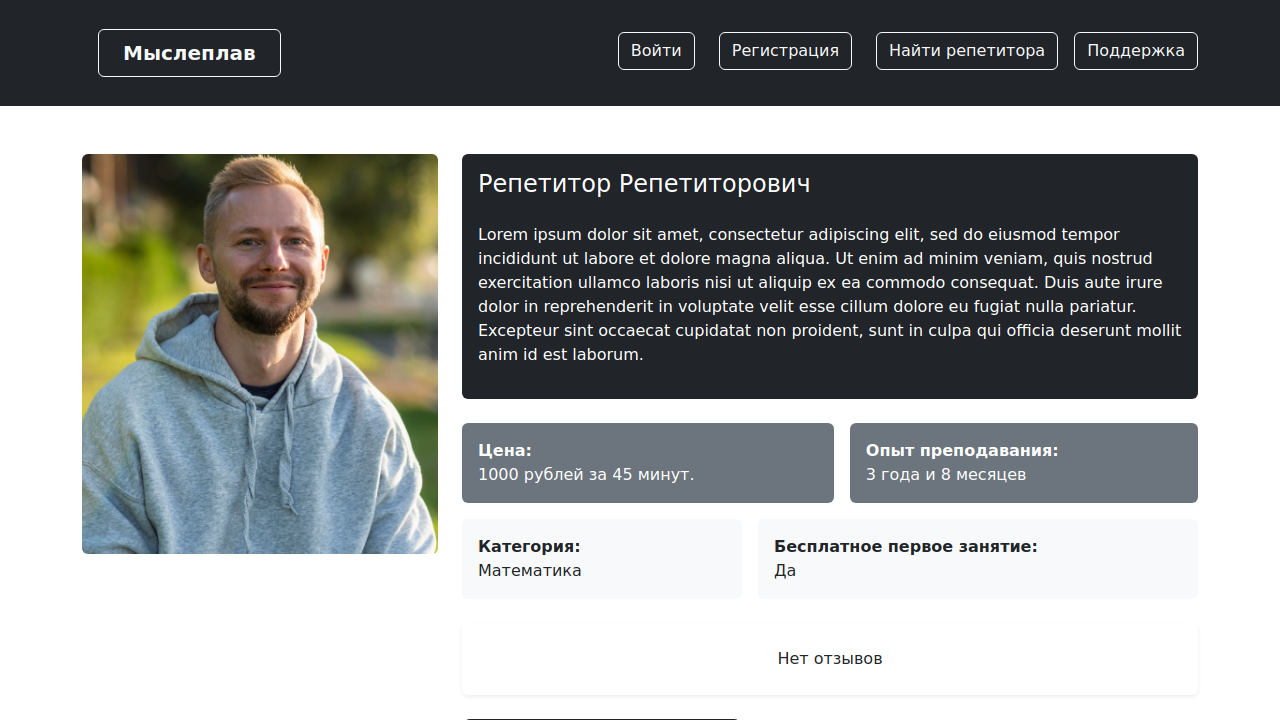 Мыслеплав
Войти
Регистрация
Найти репетитора
Поддержка
Репетитор Репетиторович
Lorem ipsum dolor sit amet, consectetur adipiscing elit, sed do eiusmod tempor
incididunt ut labore et dolore magna aliqua. Ut enim ad minim veniam, quis nostrud
exercitation ullamco laboris nisi ut aliquip ex ea commodo consequat. Duis aute irure
dolor in reprehenderit in voluptate velit esse cillum dolore eu fugiat nulla pariatur.
Excepteur sint occaecat cupidatat non proident, sunt in culpa qui officia deserunt mollit
anim id est laborum.
Цена:
1000 рублей за 45 минут.
Опыт преподавания:
3 года и 8 месяцев
Категория:
Математика
Бесплатное первое занятие:
Да
Нет отзывов